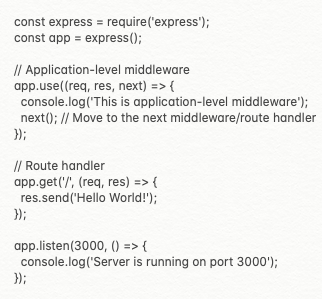 const express = require('express');
const app = express();

// Application-level middleware
app.use((req, res, next) => {
  console.log('This is application-level middleware');
  next(); // Move to the next middleware/route handler
});

// Route handler
app.get('/', (req, res) => {
  res.send('Hello World!');
});

app.listen(3000, () => {
  console.log('Server is running on port 3000');
});